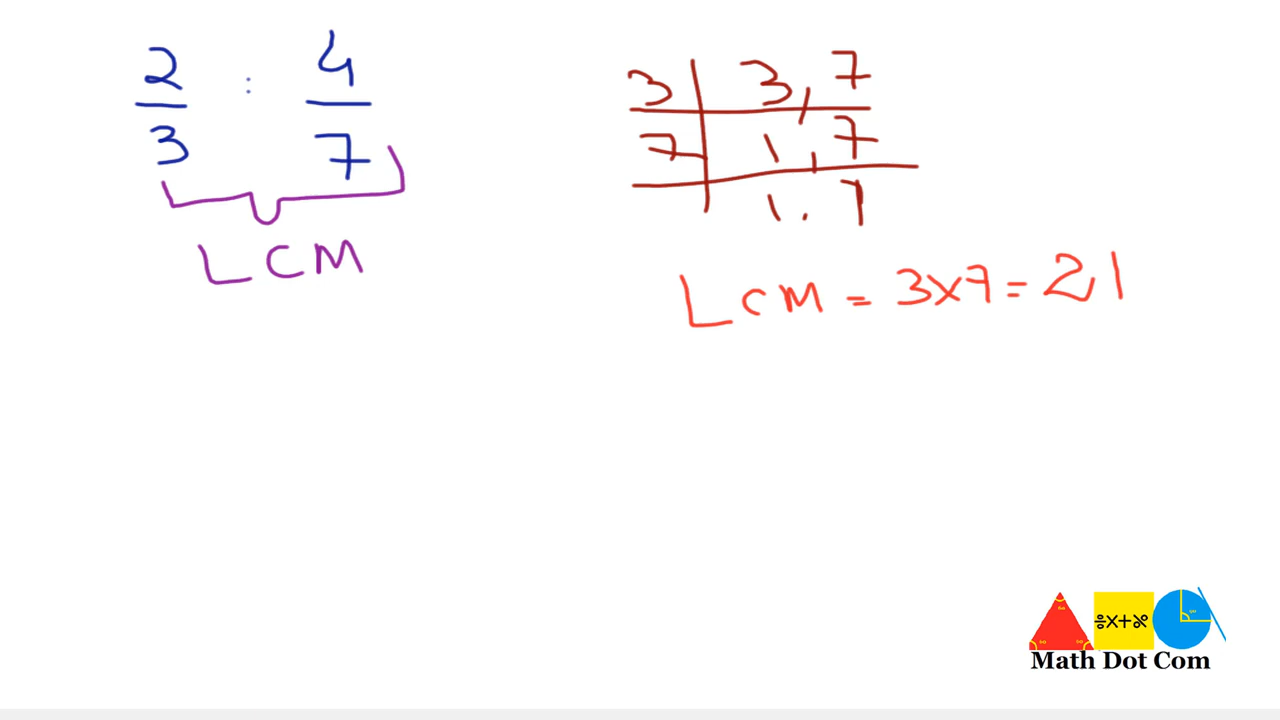 2 : 4
3 7
LCM
3 | 3, 7
7 | 1, 7
1, 1
LCM = 3x7 = 21
÷x+%
Math Dot Com